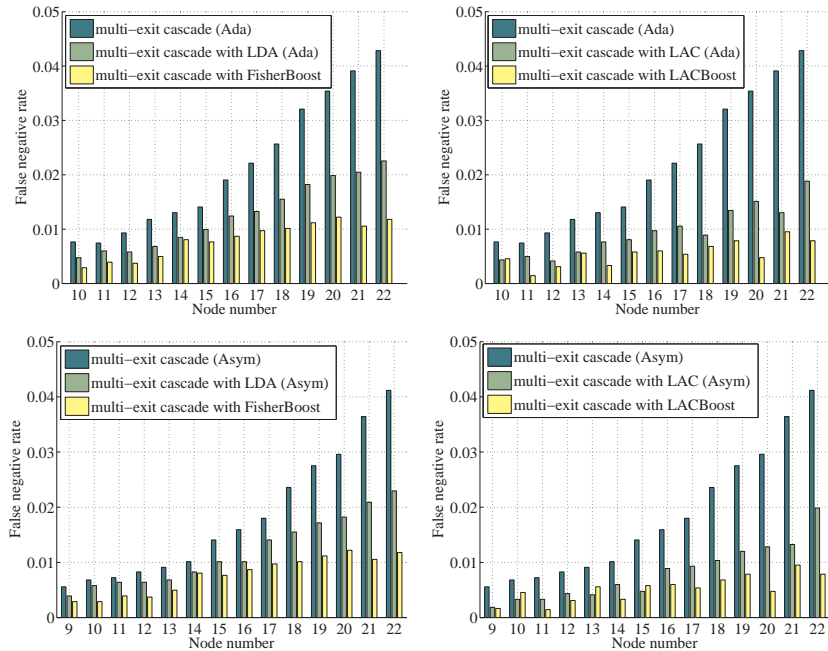 0.05
0.04
0.03
0.02
0.01
0
False negative rate
multi−exit cascade (Ada)
multi−exit cascade with LDA (Ada)
multi−exit cascade with FisherBoost
10 11 12 13 14 15 16 17 18 19 20 21 22
Node number
0.05
0.04
0.03
0.02
0.01
0
False negative rate
multi−exit cascade (Ada)
multi−exit cascade with LAC (Ada)
multi−exit cascade with LACBoost
10 11 12 13 14 15 16 17 18 19 20 21 22
Node number
0.05
0.04
0.03
0.02
0.01
0
False negative rate
multi−exit cascade (Asym)
multi−exit cascade with LDA (Asym)
multi−exit cascade with FisherBoost
9 10 11 12 13 14 15 16 17 18 19 20 21 22
Node number
0.05
0.04
0.03
0.02
0.01
0
False negative rate
multi−exit cascade (Asym)
multi−exit cascade with LAC (Asym)
multi−exit cascade with LACBoost
9 10 11 12 13 14 15 16 17 18 19 20 21 22
Node number